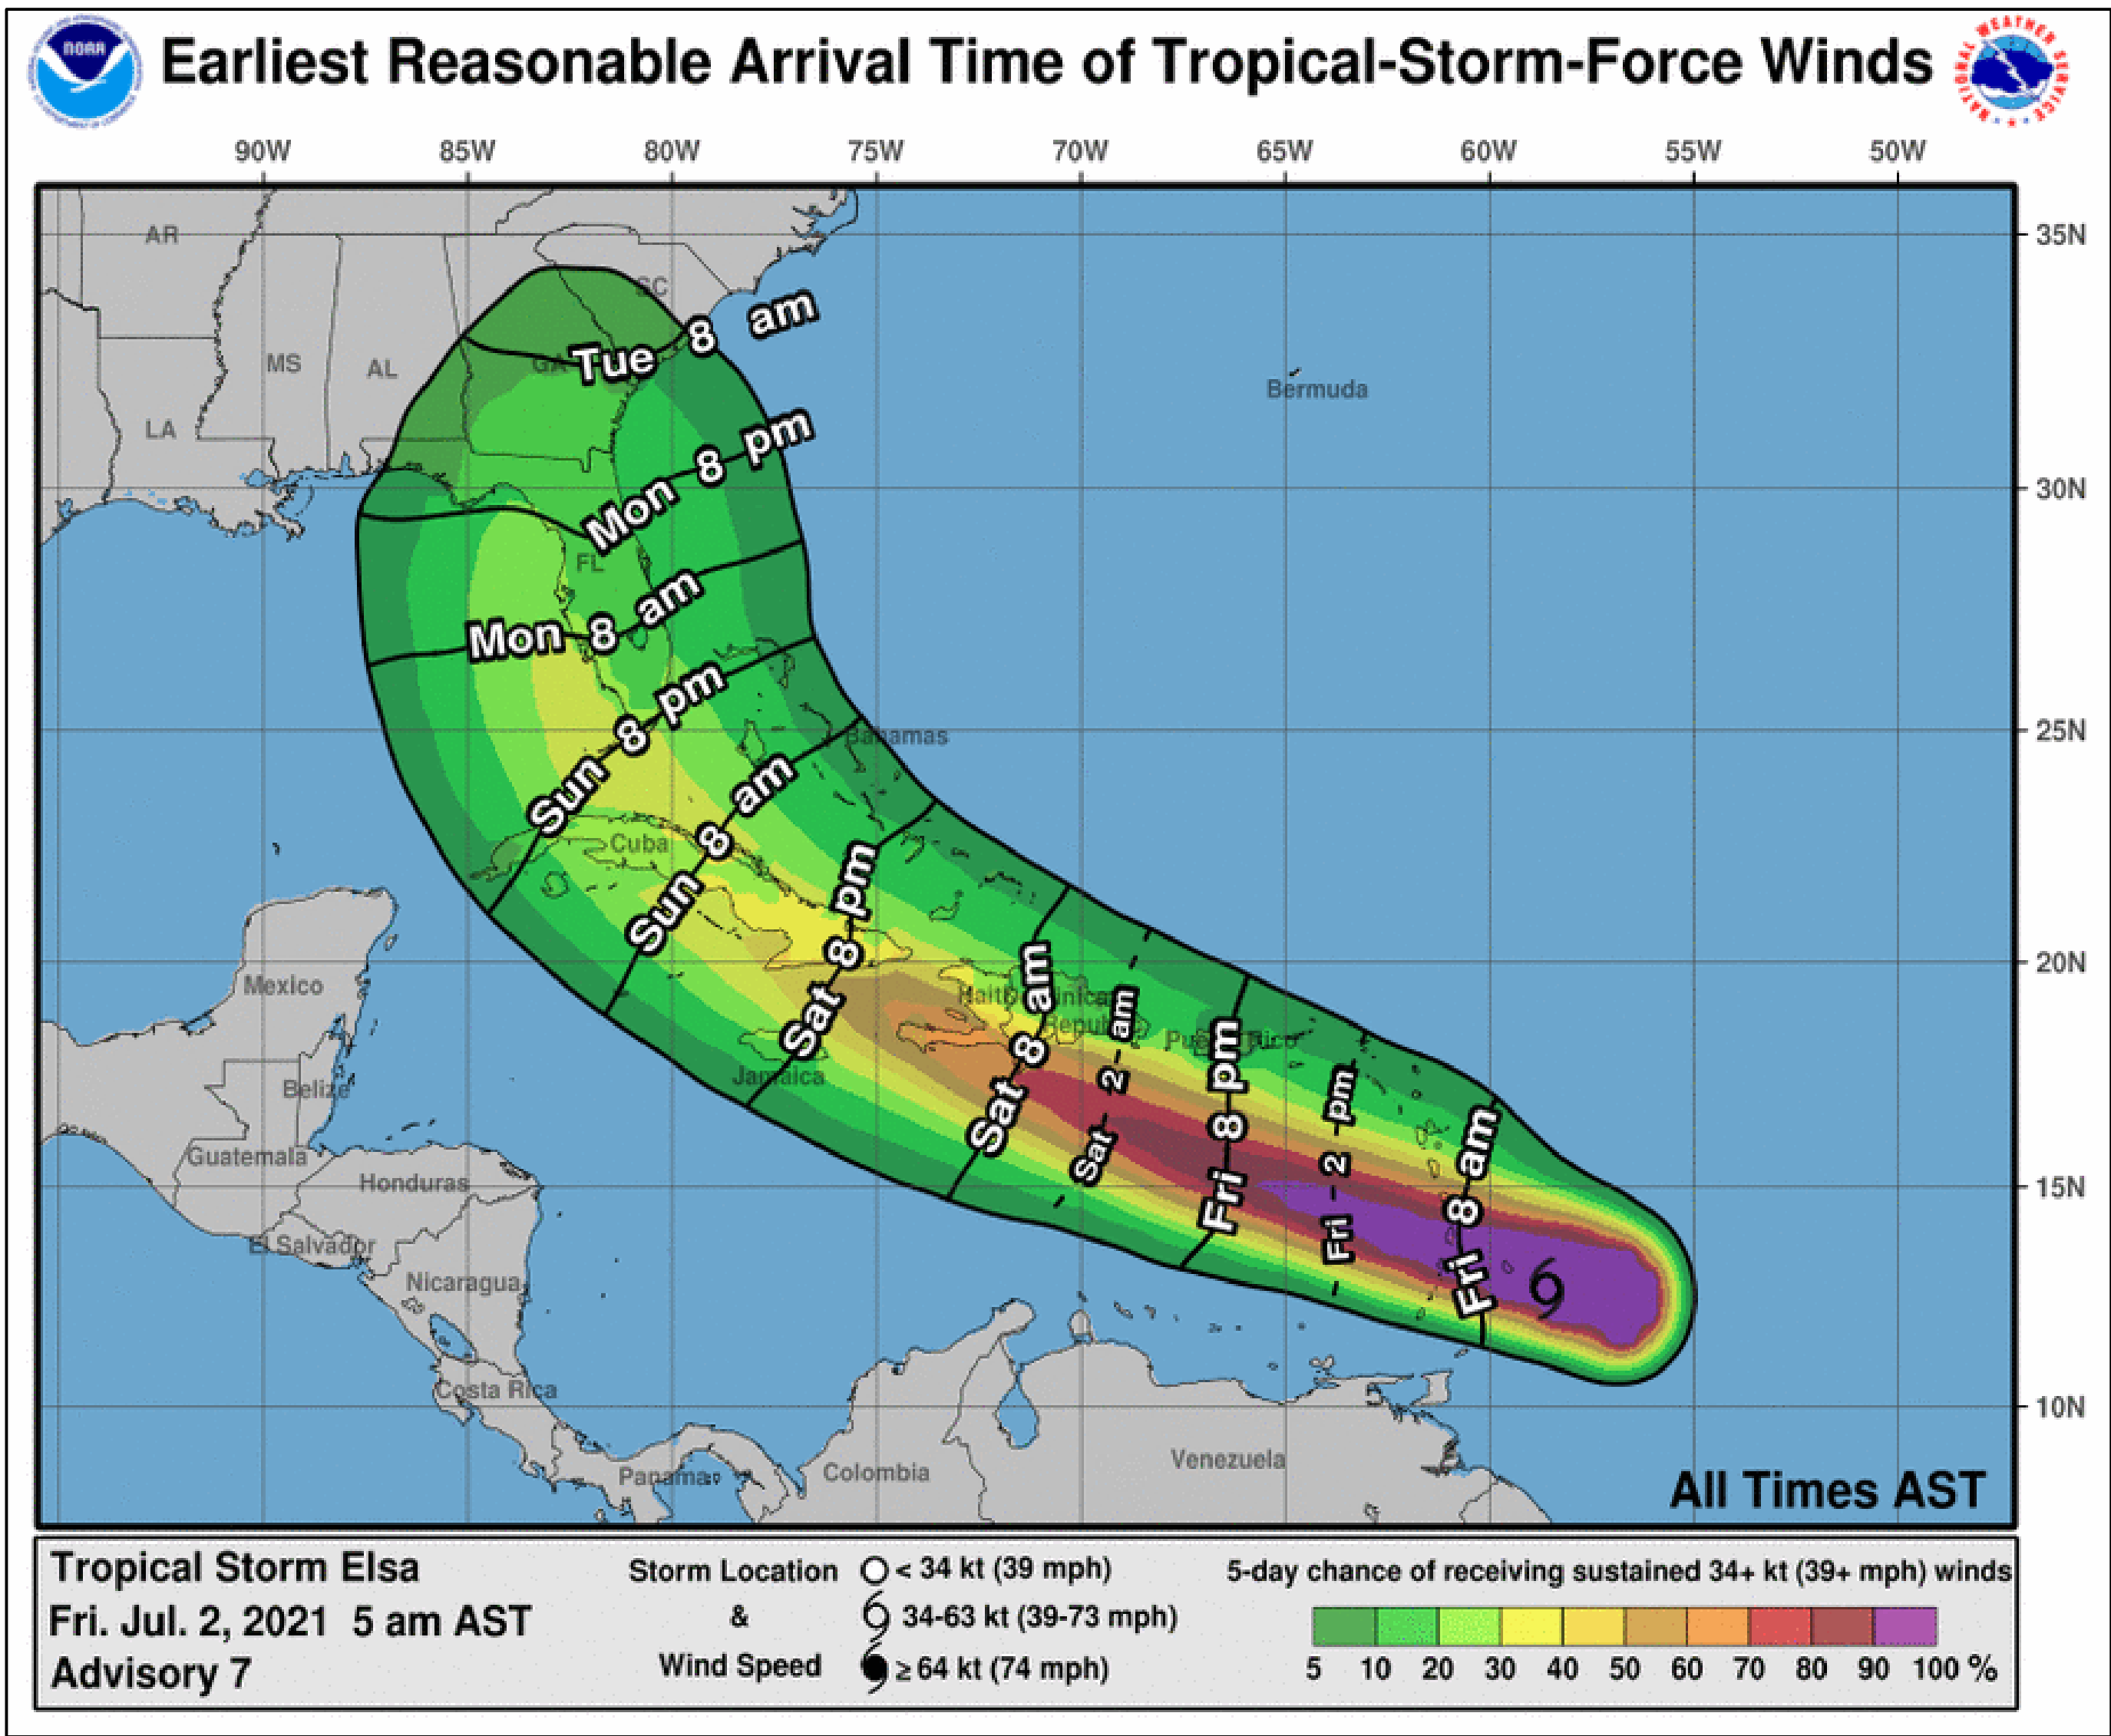 NOAA
Earliest Reasonable Arrival Time of Tropical-Storm-Force Winds
NATIONAL WEATHER SERVICE
90W 85W 80W 75W 70W 65W 60W 55W 50W
35N
30N
25N
20N
15N
10N
AR
SC
MS
AL
GA
LA
FL
Bermuda
Bahamas
Cuba
Mexico
Belize
Jamaica
Haiti
Puerto Rico
Guatemala
Honduras
El Salvador
Nicaragua
Costa Rica
Panama
Colombia
Venezuela
Tue 8 am
Mon 8 pm
Mon 8 am
Sun 8 pm
Sun 8 am
Sat 8 pm
Sat 8 am
Sat 2 am
Fri 8 pm
Fri 2 pm
Fri 8 am
All Times AST
Tropical Storm Elsa
Fri. Jul. 2, 2021 5 am AST
Advisory 7
Storm Location
&
Wind Speed
< 34 kt (39 mph)
34-63 kt (39-73 mph)
≥ 64 kt (74 mph)
5-day chance of receiving sustained 34+ kt (39+ mph) winds
5 10 20 30 40 50 60 70 80 90 100 %